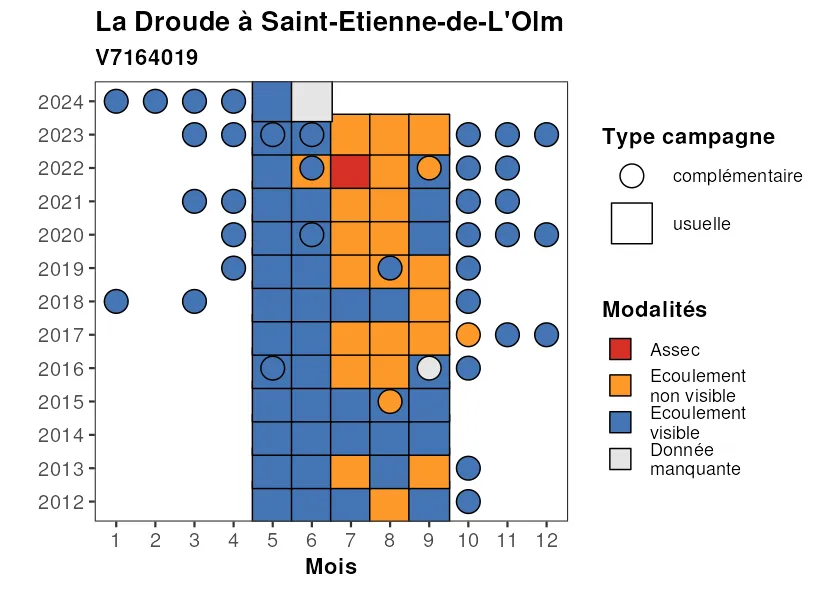 La Droude à Saint-Etienne-de-L'Olm
V7164019
2024
2023
2022
2021
2020
2019
2018
2017
2016
2015
2014
2013
2012
1 2 3 4 5 6 7 8 9 10 11 12
Mois
Type campagne
complémentaire
usuelle
Modalités
Assec
Ecoulement
non visible
Ecoulement
visible
Donnée
manquante